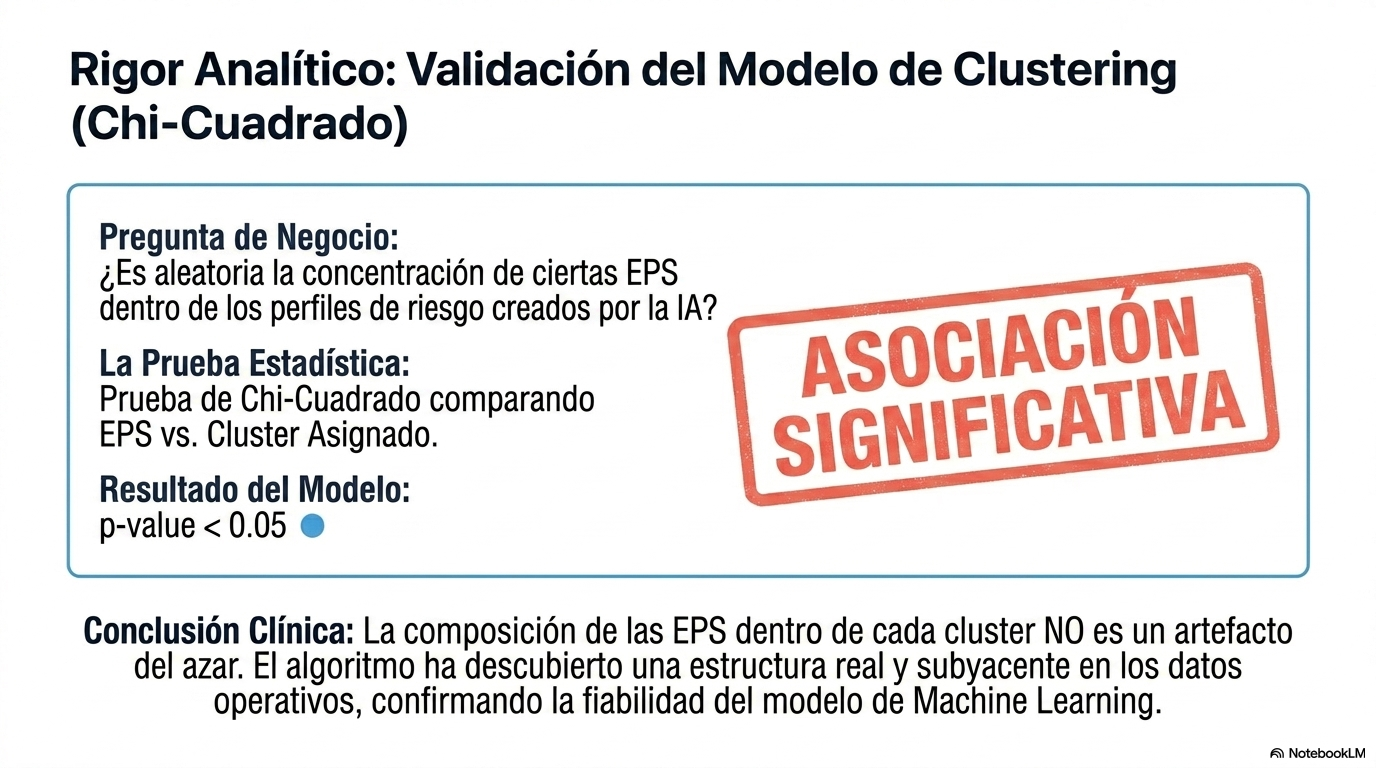 Rigor Analítico: Validación del Modelo de Clustering
(Chi-Cuadrado)
Pregunta de Negocio:
¿Es aleatoria la concentración de ciertas EPS
dentro de los perfiles de riesgo creados por la IA?
La Prueba Estadística:
Prueba de Chi-Cuadrado comparando
EPS vs. Cluster Asignado.
Resultado del Modelo:
p-value < 0.05
ASOCIACIÓN
SIGNIFICATIVA
Conclusión Clínica: La composición de las EPS dentro de cada cluster NO es un artefacto
del azar. El algoritmo ha descubierto una estructura real y subyacente en los datos
operativos, confirmando la fiabilidad del modelo de Machine Learning.
NotebookLM